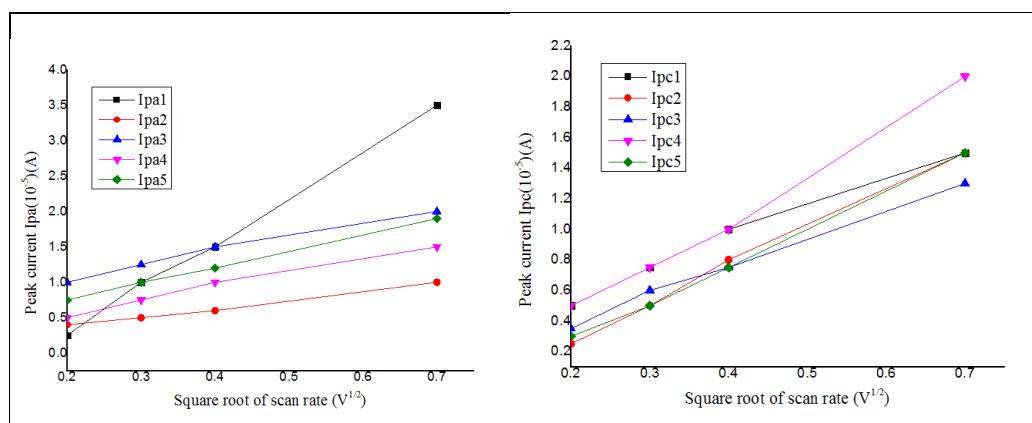 4.0
3.5
3.0
2.5
2.0
1.5
1.0
0.5
0.0
Peak current Ipa(10-5)(A)
Ipa1
Ipa2
Ipa3
Ipa4
Ipa5
0.2 0.3 0.4 0.5 0.6 0.7
Square root of scan rate (V1/2)
2.2
2.0
1.8
1.6
1.4
1.2
1.0
0.8
0.6
0.4
0.2
Peak current Ipc(10-5)(A)
Ipc1
Ipc2
Ipc3
Ipc4
Ipc5
0.2 0.3 0.4 0.5 0.6 0.7
Square root of scan rate (V1/2)